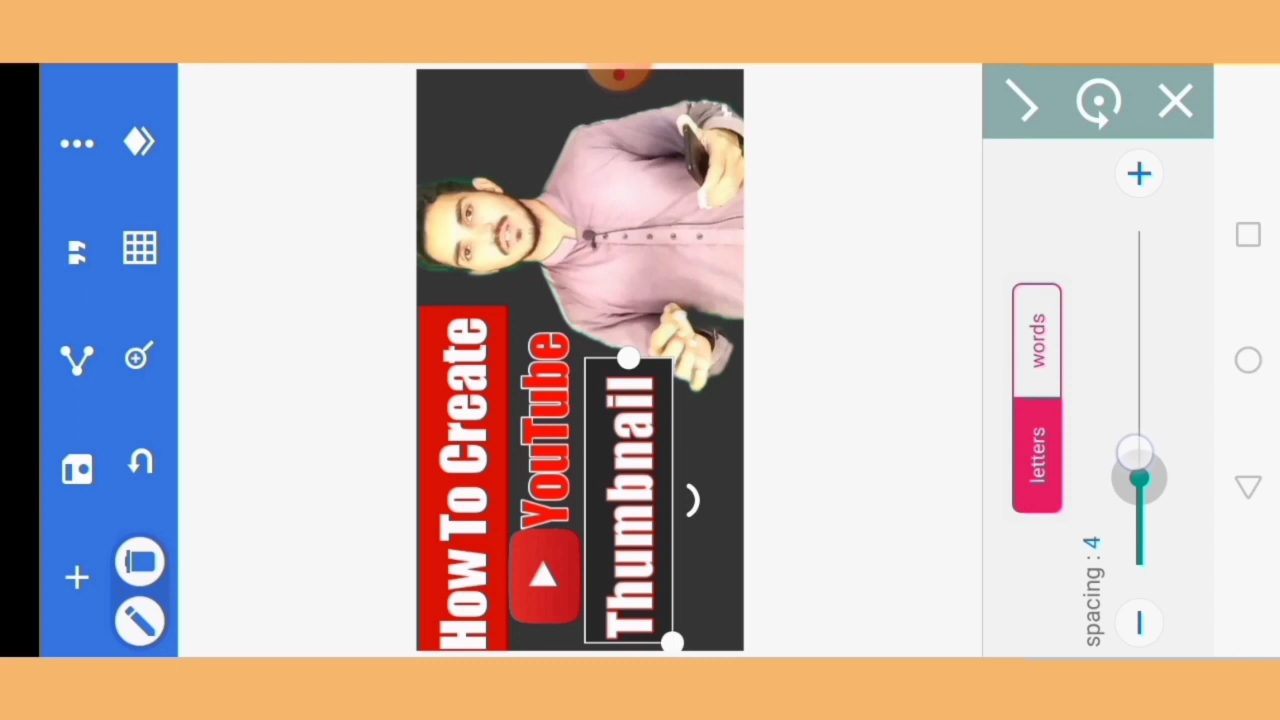 How To Create
YouTube
Thumbnail
letters
words
spacing : 4